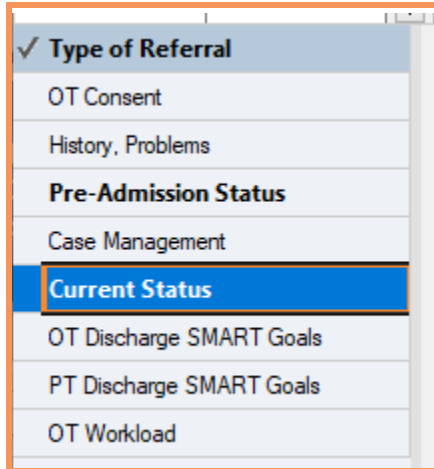 Type of Referral
OT Consent
History, Problems
Pre-Admission Status
Case Management
Current Status
OT Discharge SMART Goals
PT Discharge SMART Goals
OT Workload